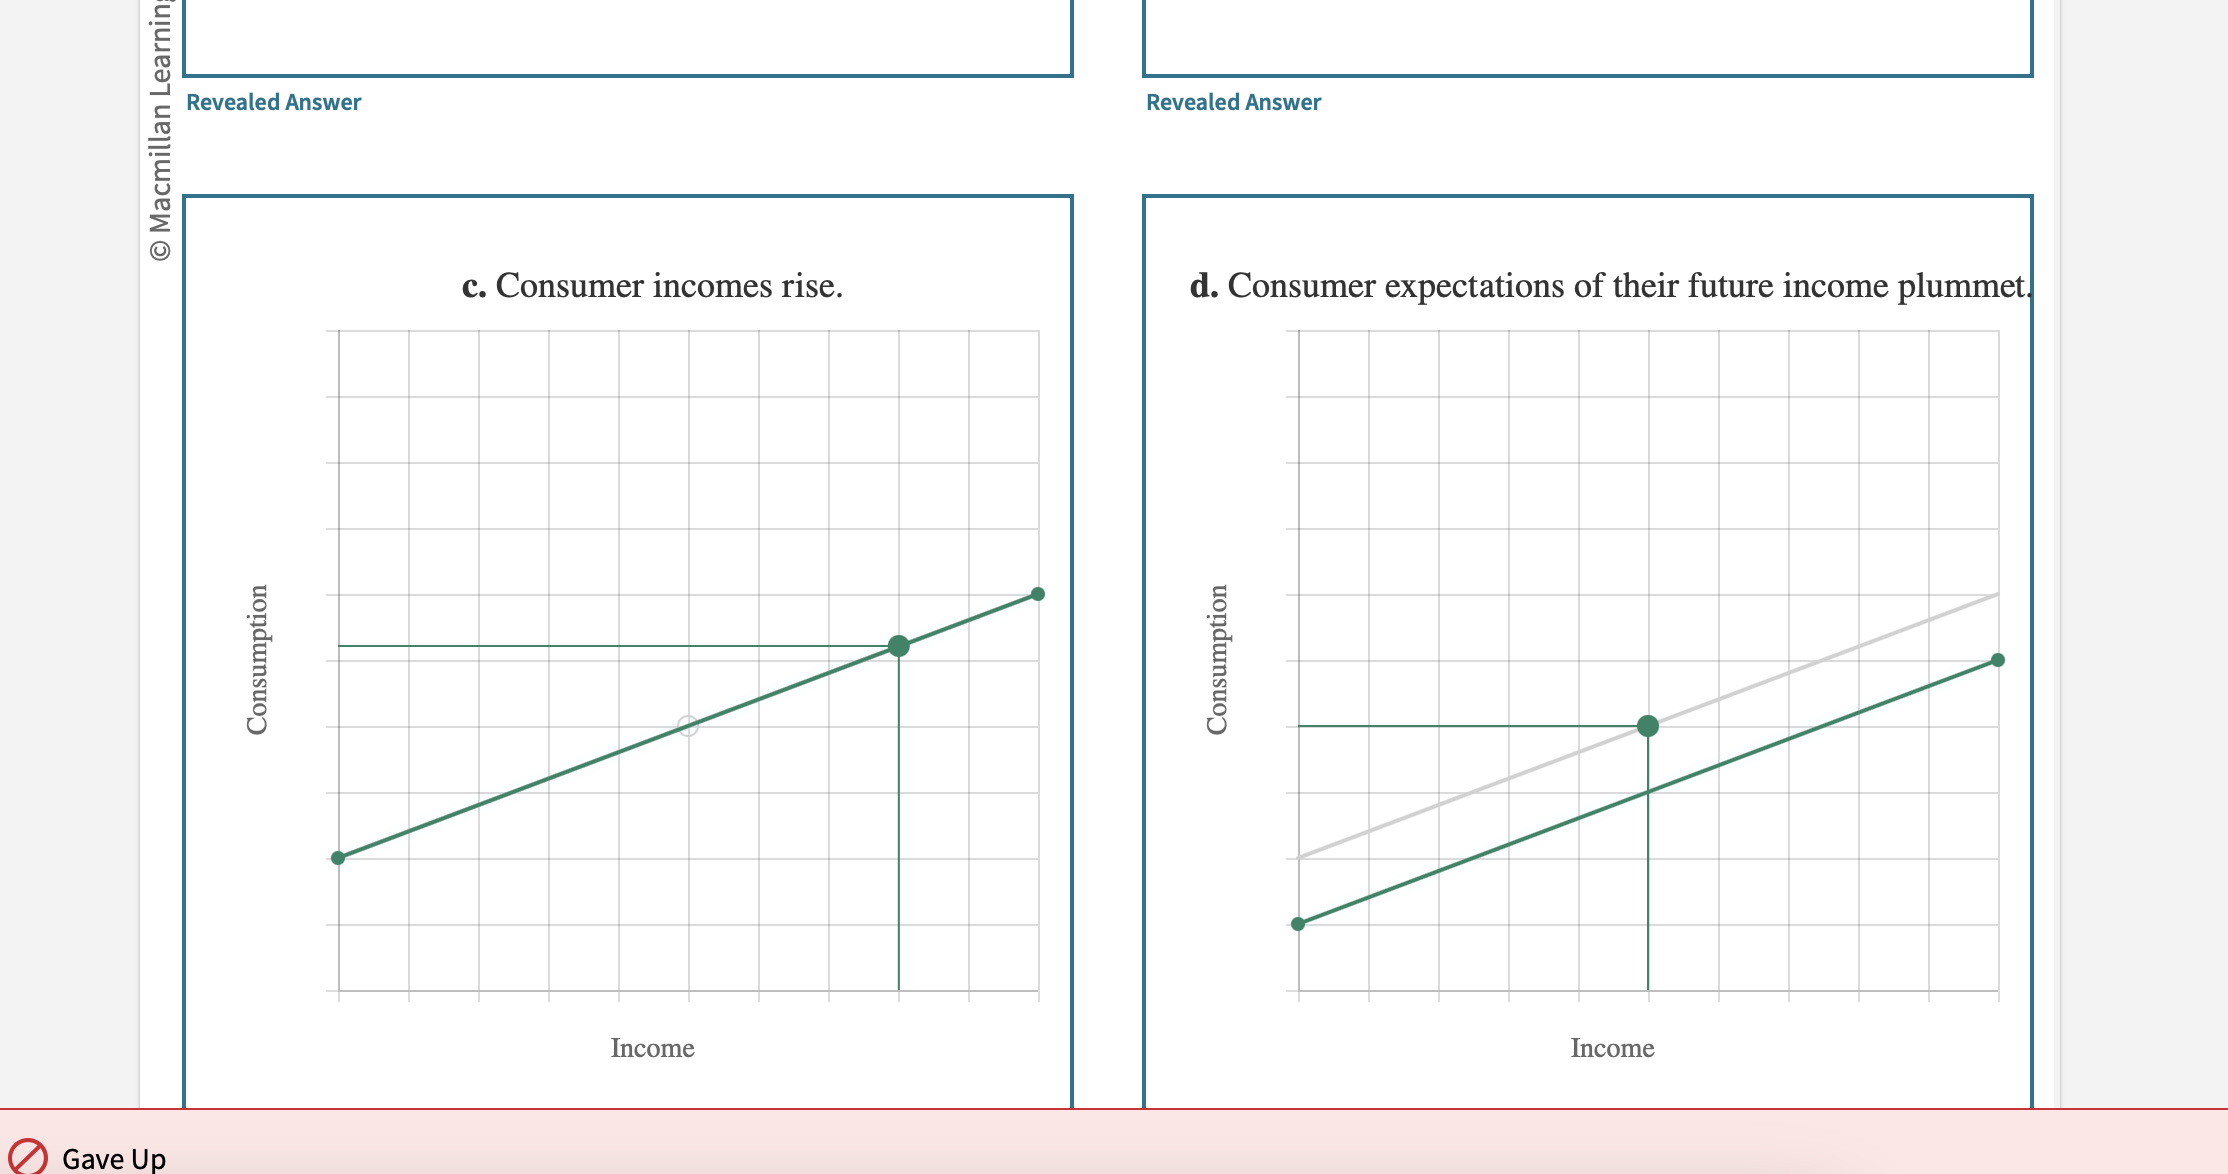 © Macmillan Learning
Revealed Answer
Revealed Answer
c. Consumer incomes rise.
Consumption
Income
d. Consumer expectations of their future income plummet.
Consumption
Income
Gave Up